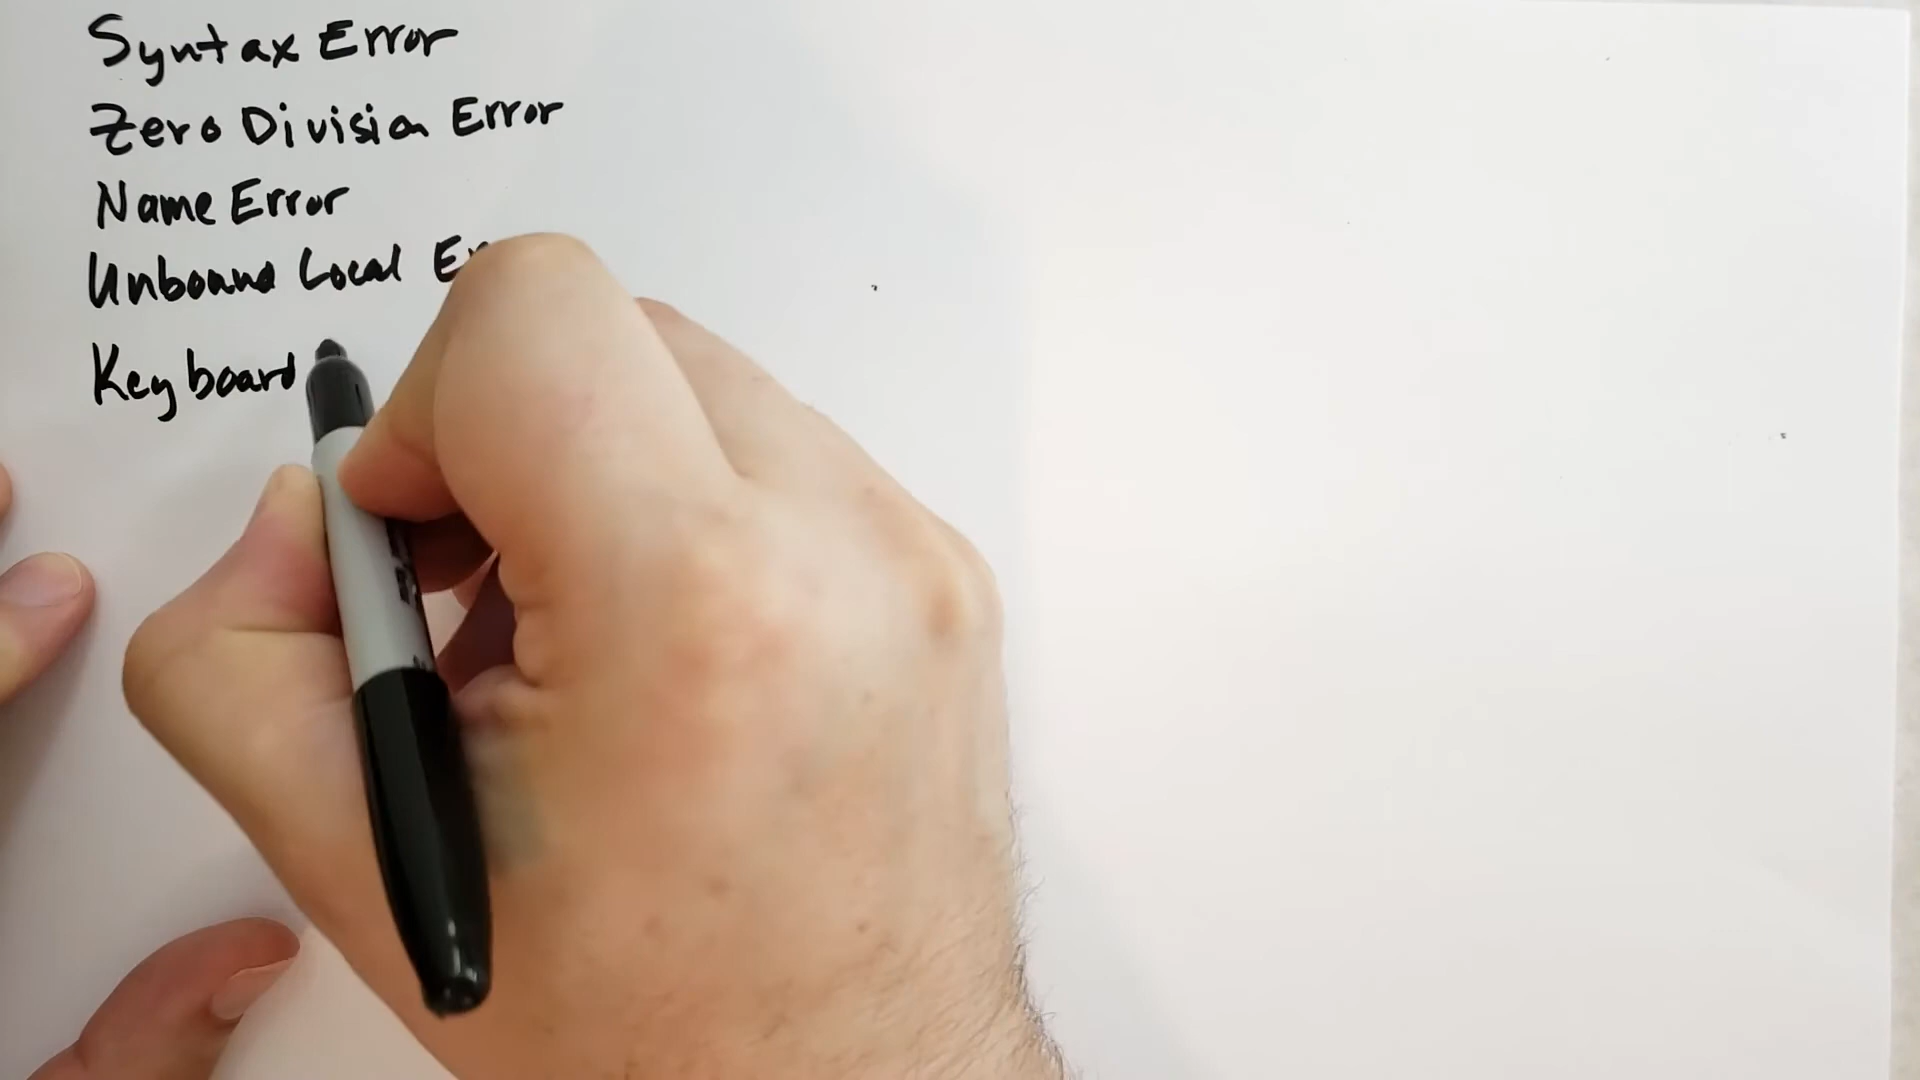 Syntax Error
Zero Division Error
Name Error
Unbound Local
Keyboard